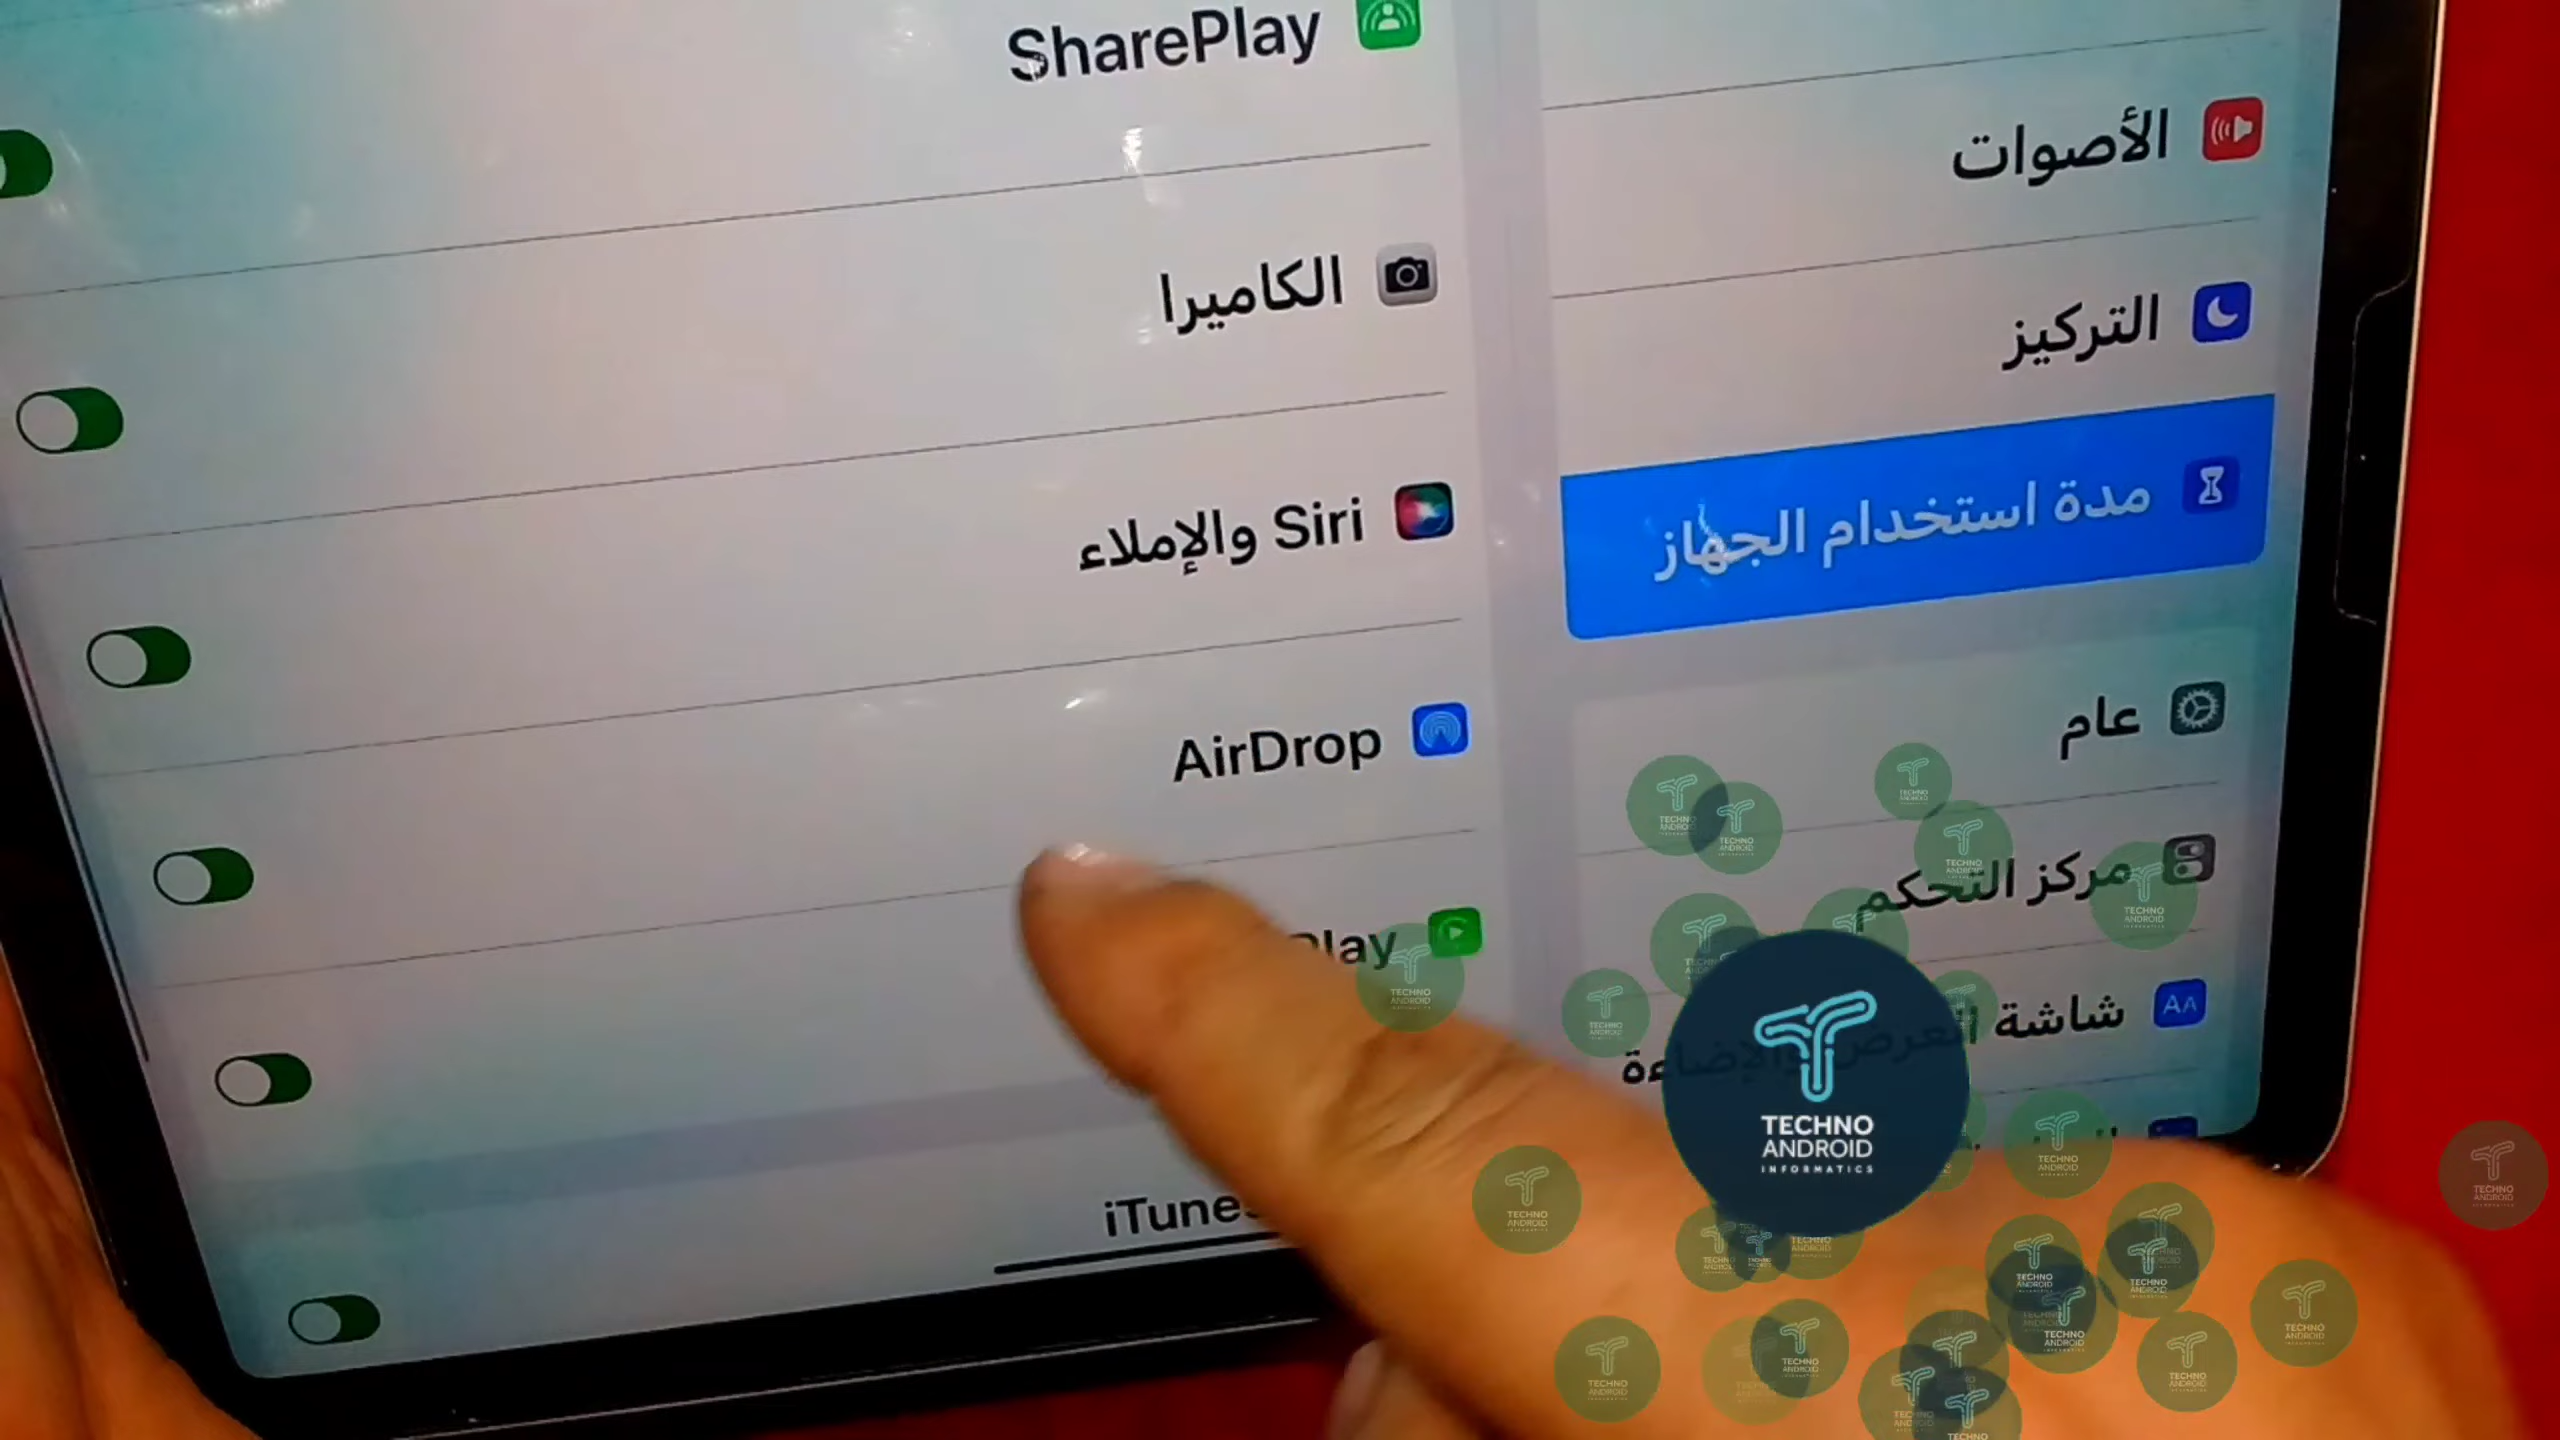 SharePlay
الكاميرا
Siri والإملاء
AirDrop
Play
iTunes
الأصوات
التركيز
مدة استخدام الجهاز
عام
مركز التحكم
شاشة العرض والإضاءة
TECHNO
ANDROID
INFORMATICS